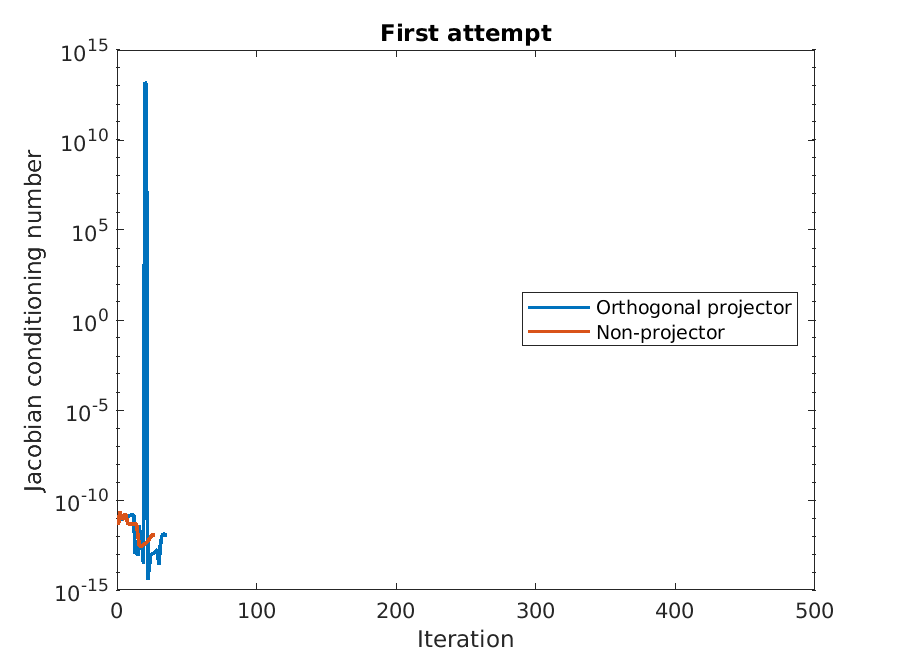 First attempt
Jacobian conditioning number
10^15
10^10
10^5
10^0
10^-5
10^-10
10^-15
Orthogonal projector
Non-projector
0 100 200 300 400 500
Iteration